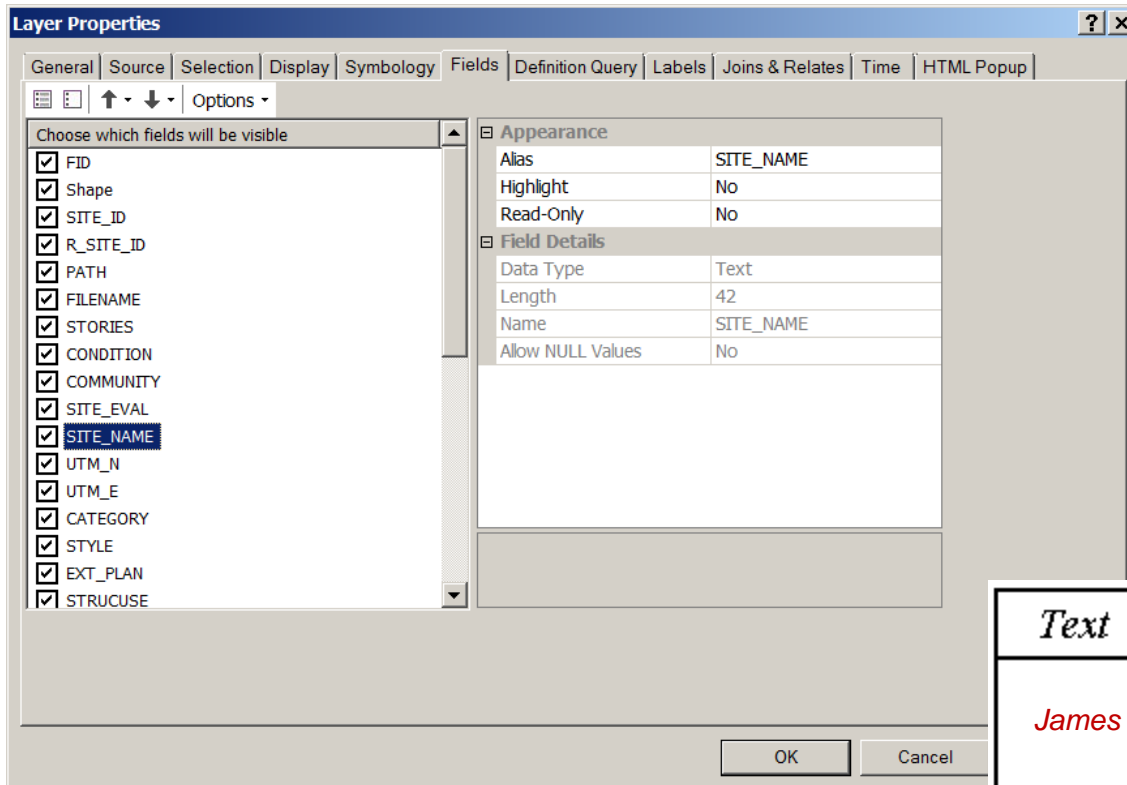 Layer Properties
? ×
General Source Selection Display Symbology Fields Definition Query Labels Joins & Relates Time HTML Popup
Options
Choose which fields will be visible
FID
Shape
SITE_ID
R_SITE_ID
PATH
FILENAME
STORIES
CONDITION
COMMUNITY
SITE_EVAL
SITE_NAME
UTM_N
UTM_E
CATEGORY
STYLE
EXT_PLAN
STRUCUSE
Appearance
Alias SITE_NAME
Highlight No
Read-Only No
Field Details
Data Type Text
Length 42
Name SITE_NAME
Allow NULL Values No
OK Cancel
Text
James